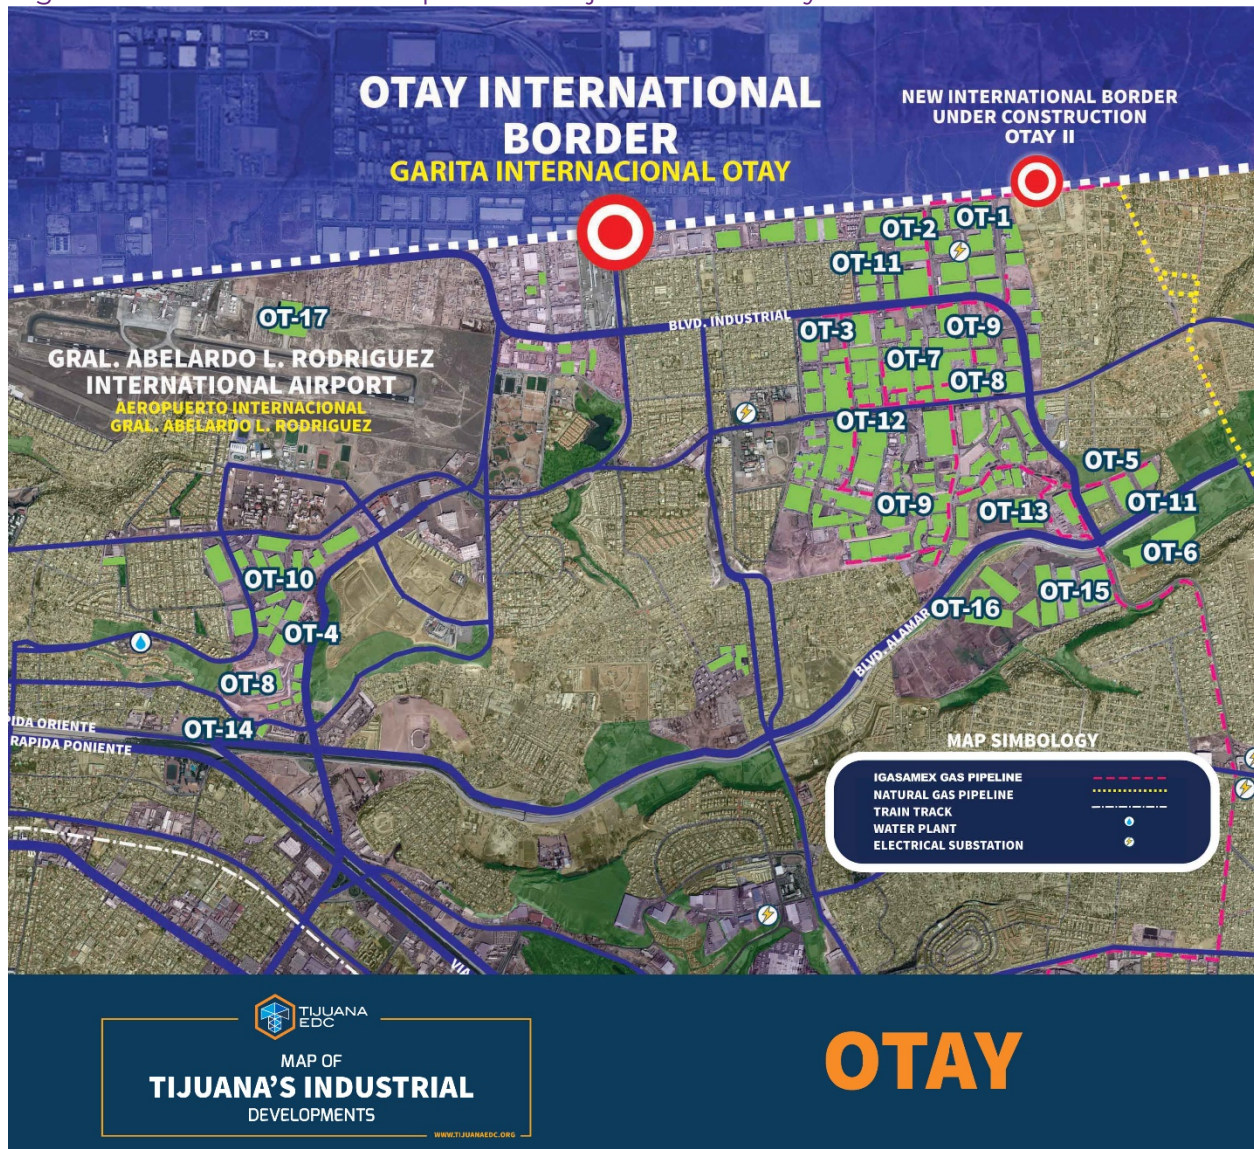 OTAY INTERNATIONAL
BORDER
GARITA INTERNACIONAL OTAY
NEW INTERNATIONAL BORDER
UNDER CONSTRUCTION
OTAY II
OT-1
OT-2
OT-11
OT-17
BLVD. INDUSTRIAL
OT-3
OT-9
GRAL. ABELARDO L. RODRIGUEZ
INTERNATIONAL AIRPORT
AEROPUERTO INTERNACIONAL
GRAL. ABELARDO L. RODRIGUEZ
OT-7
OT-8
OT-12
OT-5
OT-9
OT-13
OT-11
OT-6
OT-10
OT-15
OT-16
OT-4
BLVD. ALAMAR
OT-8
OT-14
PIDA ORIENTE
RAPIDA PONIENTE
VIA
MAP SIMBOLOGY
IGASAMEX GAS PIPELINE
NATURAL GAS PIPELINE
TRAIN TRACK
WATER PLANT
ELECTRICAL SUBSTATION
TIJUANA
EDC
MAP OF
TIJUANA'S INDUSTRIAL
DEVELOPMENTS
WWW.TIJUANAEDC.ORG
OTAY